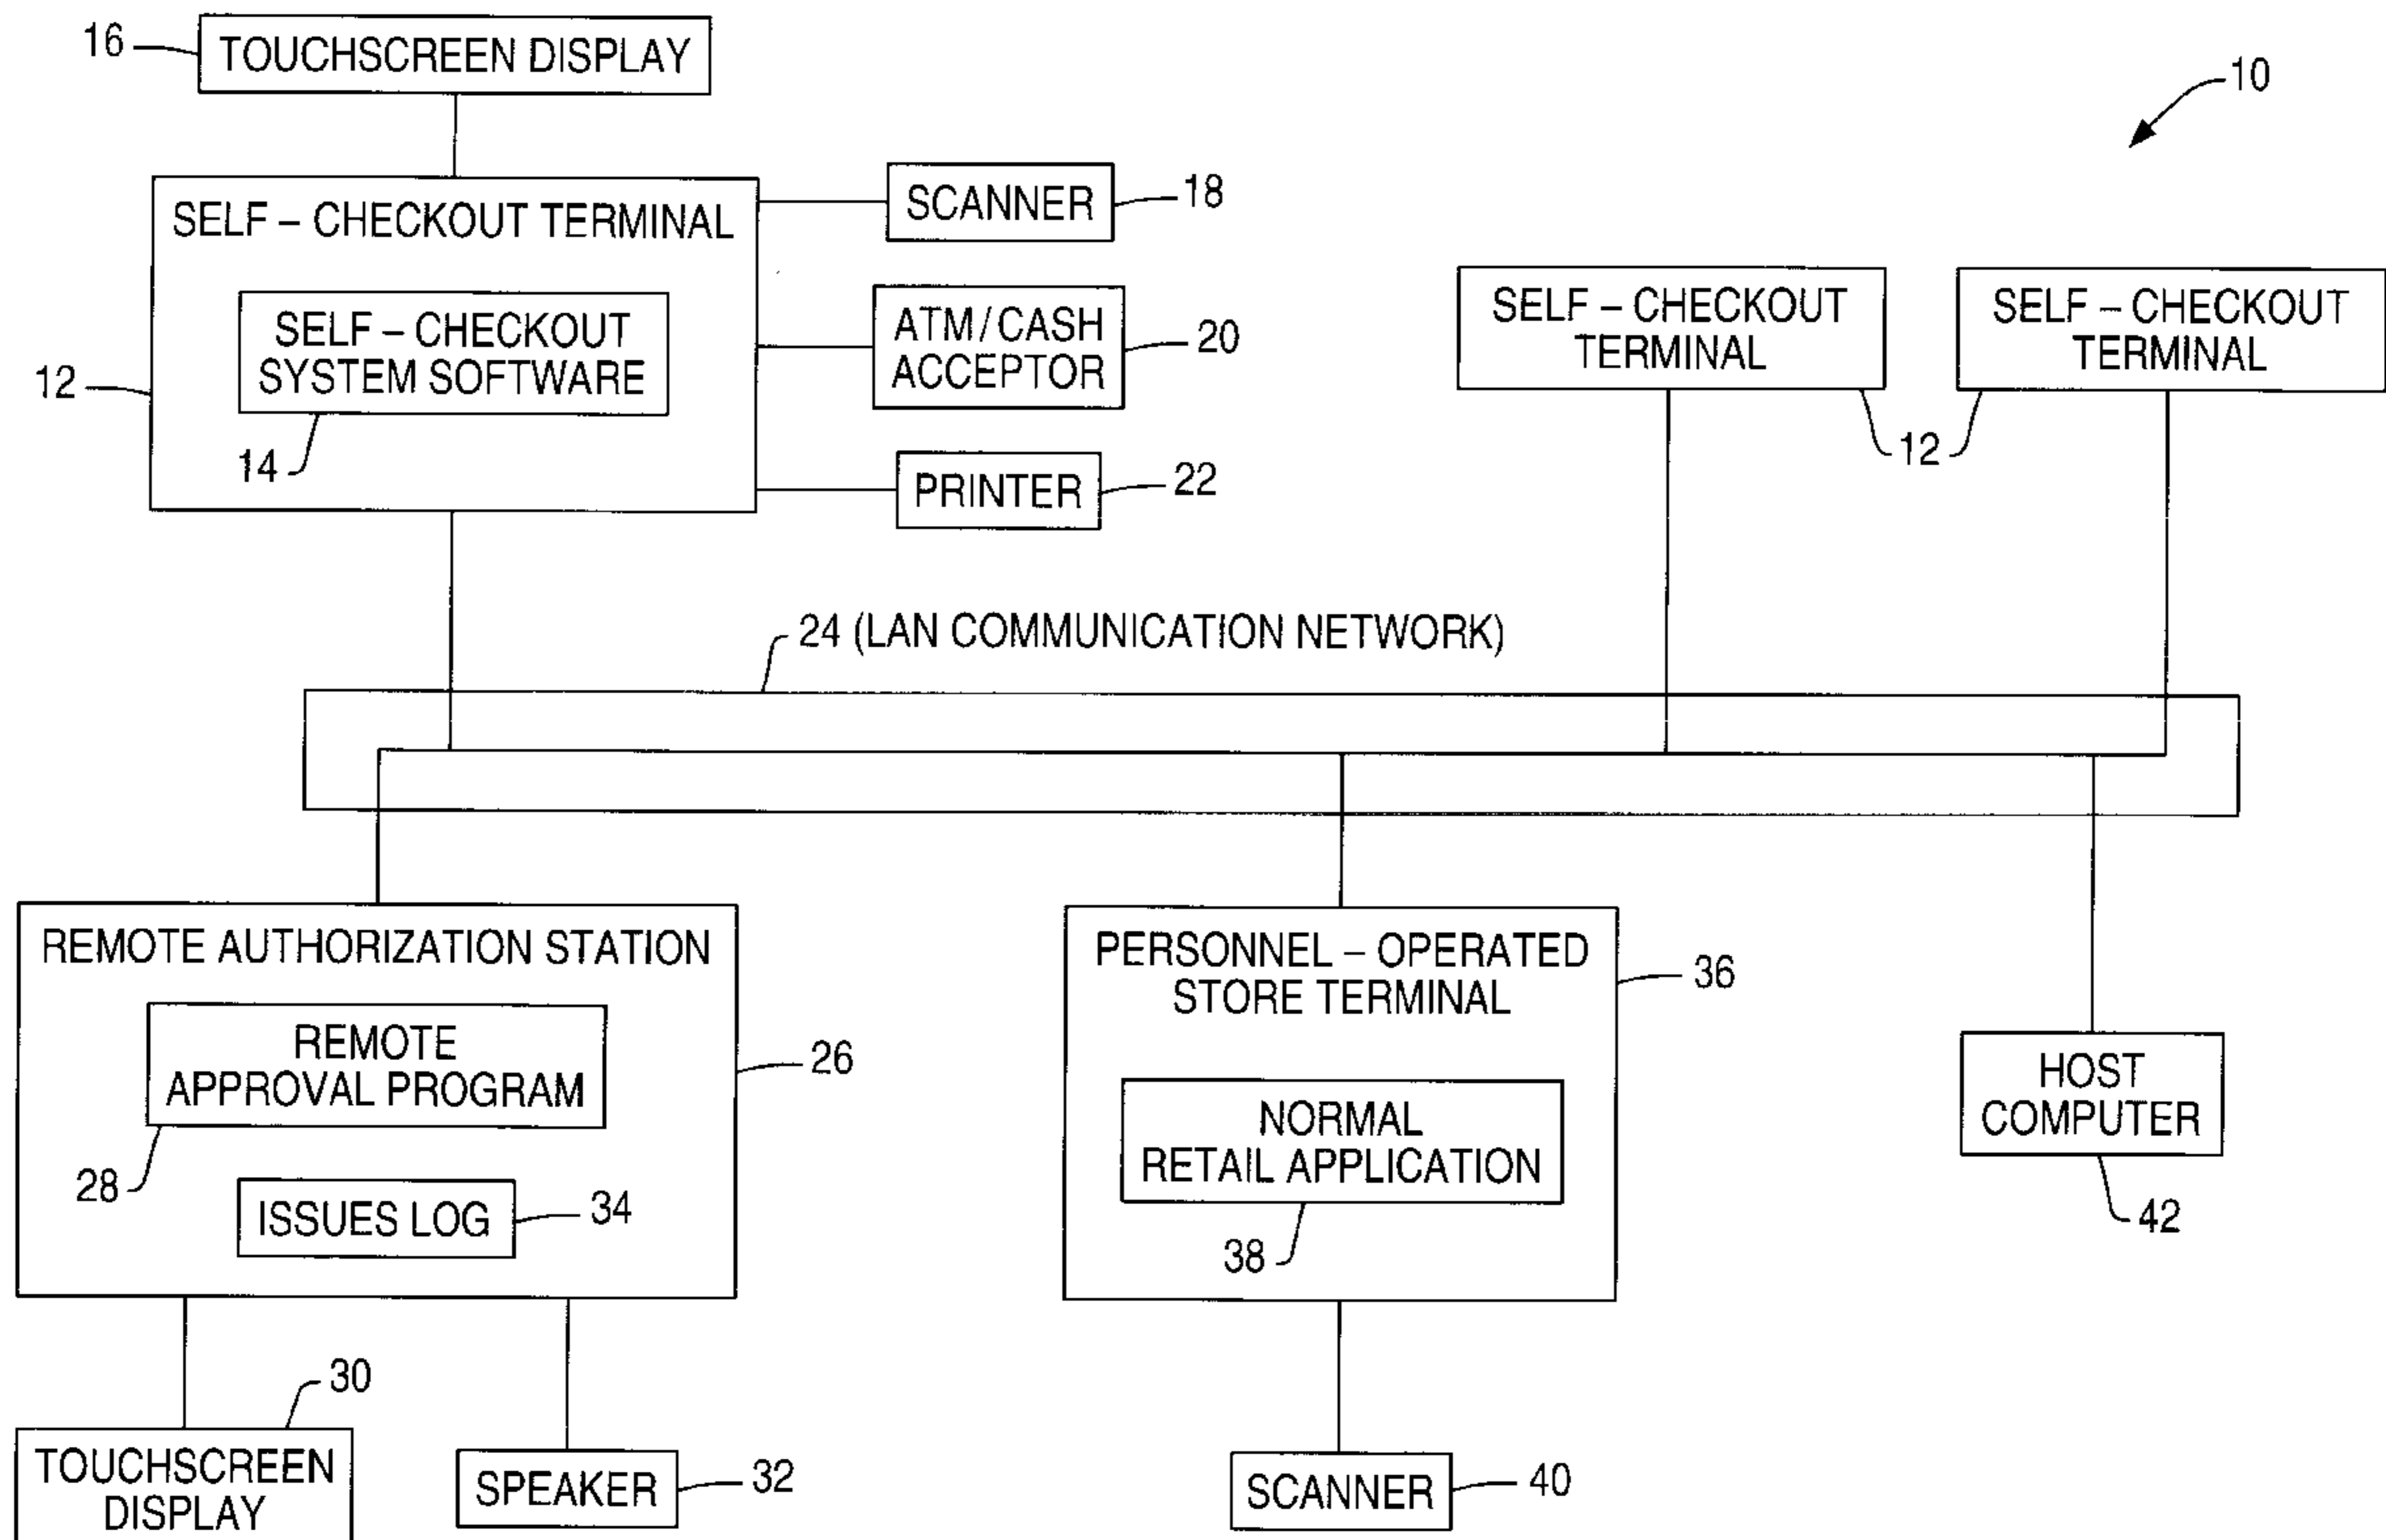 16
TOUCHSCREEN DISPLAY
10
SELF – CHECKOUT TERMINAL
SCANNER
18
SELF – CHECKOUT
SYSTEM SOFTWARE
12
14
ATM/CASH
ACCEPTOR
20
PRINTER
22
SELF – CHECKOUT
TERMINAL
SELF – CHECKOUT
TERMINAL
12
24 (LAN COMMUNICATION NETWORK)
REMOTE AUTHORIZATION STATION
REMOTE
APPROVAL PROGRAM
26
28
ISSUES LOG
34
PERSONNEL – OPERATED
STORE TERMINAL
36
NORMAL
RETAIL APPLICATION
38
HOST
COMPUTER
42
30
TOUCHSCREEN
DISPLAY
SPEAKER
32
SCANNER
40